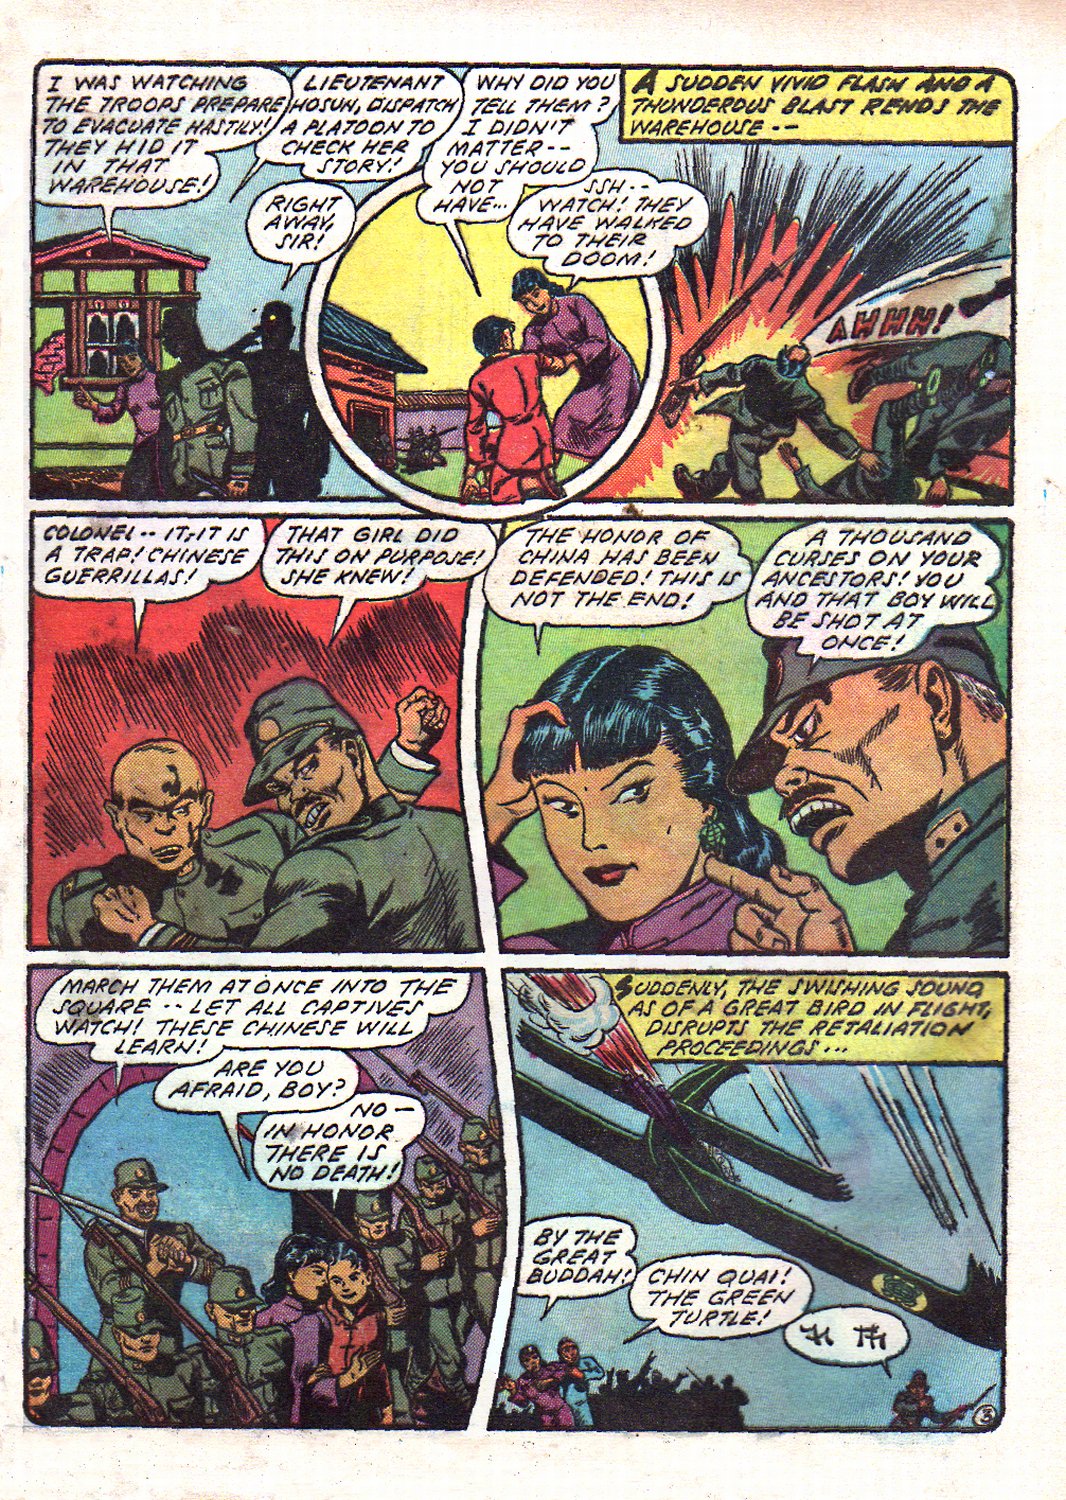 I WAS WATCHING
THE TROOPS PREPARE
TO EVACUATE HASTILY!
THEY HID IT
IN THAT
WAREHOUSE!
LIEUTENANT
HOSUN, DISPATCH
A PLATOON TO
CHECK HER
STORY!
RIGHT
AWAY,
SIR!
WHY DID YOU
TELL THEM?
I DIDN'T
MATTER--
YOU SHOULD
NOT
HAVE...
SSH--
WATCH! THEY
HAVE WALKED
TO THEIR
DOOM!
A SUDDEN VIVID FLASH AND A
THUNDEROUS BLAST RENDS THE
WAREHOUSE --
AHHH!
COLONEL -- IT-IT IS
A TRAP! CHINESE
GUERRILLAS!
THAT GIRL DID
THIS ON PURPOSE!
SHE KNEW!
THE HONOR OF
CHINA HAS BEEN
DEFENDED! THIS IS
NOT THE END!
A THOUSAND
CURSES ON YOUR
ANCESTORS! YOU
AND THAT BOY WILL
BE SHOT AT
ONCE!
MARCH THEM AT ONCE INTO THE
SQUARE -- LET ALL CAPTIVES
WATCH! THESE CHINESE WILL
LEARN!
ARE YOU
AFRAID, BOY?
NO-
IN HONOR
THERE IS
NO DEATH!
SUDDENLY, THE SWISHING SOUND,
AS OF A GREAT BIRD IN FLIGHT,
DISRUPTS THE RETALIATION
PROCEEDINGS...
BY THE
GREAT
BUDDAH!
CHIN QUAI!
THE GREEN
TURTLE!
3